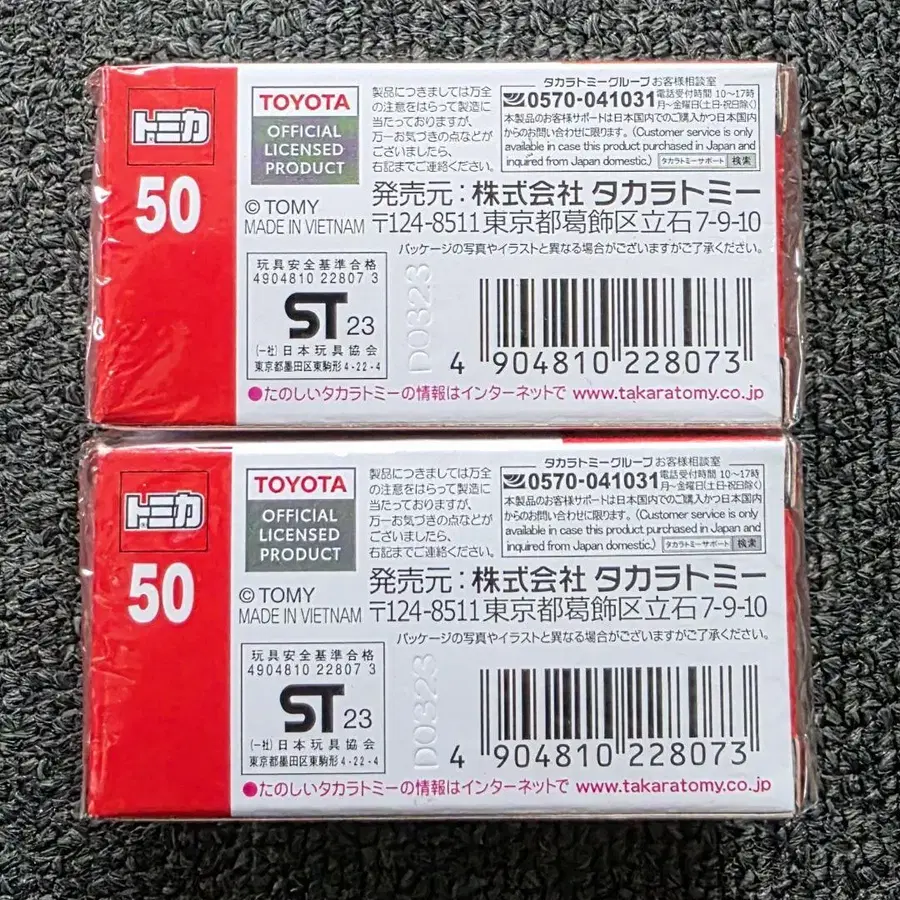 トミカ
50
TOYOTA
OFFICIAL
LICENSED
PRODUCT
© TOMY
MADE IN VIETNAM
製品につきましては万全
の注意をはらって製造に
当たっておりますが、
万一お気づきの点などが
ございましたら、
右記までご連絡ください。
タカラトミーグループお客様相談室
0570-041031 電話受付時間 10〜17時
月〜金曜日(土日・祝日除く)
本製品のお客様サポートは日本国内でのご購入かつ日本国内
からのお問い合わせに限ります。(Customer service is only
available in case this product purchased in Japan and
inquired from Japan domestic.) タカラトミーサポート 検索
発売元：株式会社 タカラトミー
〒124-8511東京都葛飾区立石7-9-10
パッケージの写真やイラストと異なる場合がございますがご了承ください。
玩具安全基準合格
4904810 22807 3
ST 23
(一社)日本玩具協会
東京都墨田区東駒形4-22-4
D0323
4 904810 228073
●たのしいタカラトミーの情報はインターネットで www.takaratomy.co.jp
トミカ
50
TOYOTA
OFFICIAL
LICENSED
PRODUCT
© TOMY
MADE IN VIETNAM
製品につきましては万全
の注意をはらって製造に
当たっておりますが、
万一お気づきの点などが
ございましたら、
右記までご連絡ください。
タカラトミーグループお客様相談室
0570-041031 電話受付時間 10〜17時
月〜金曜日(土日・祝日除く)
本製品のお客様サポートは日本国内でのご購入かつ日本国内
からのお問い合わせに限ります。(Customer service is only
available in case this product purchased in Japan and
inquired from Japan domestic.) タカラトミーサポート 検索
発売元：株式会社 タカラトミー
〒124-8511東京都葛飾区立石7-9-10
パッケージの写真やイラストと異なる場合がございますがご了承ください。
玩具安全基準合格
4904810 22807 3
ST 23
(一社)日本玩具協会
東京都墨田区東駒形4-22-4
D0323
4 904810 228073
●たのしいタカラトミーの情報はインターネットで www.takaratomy.co.jp